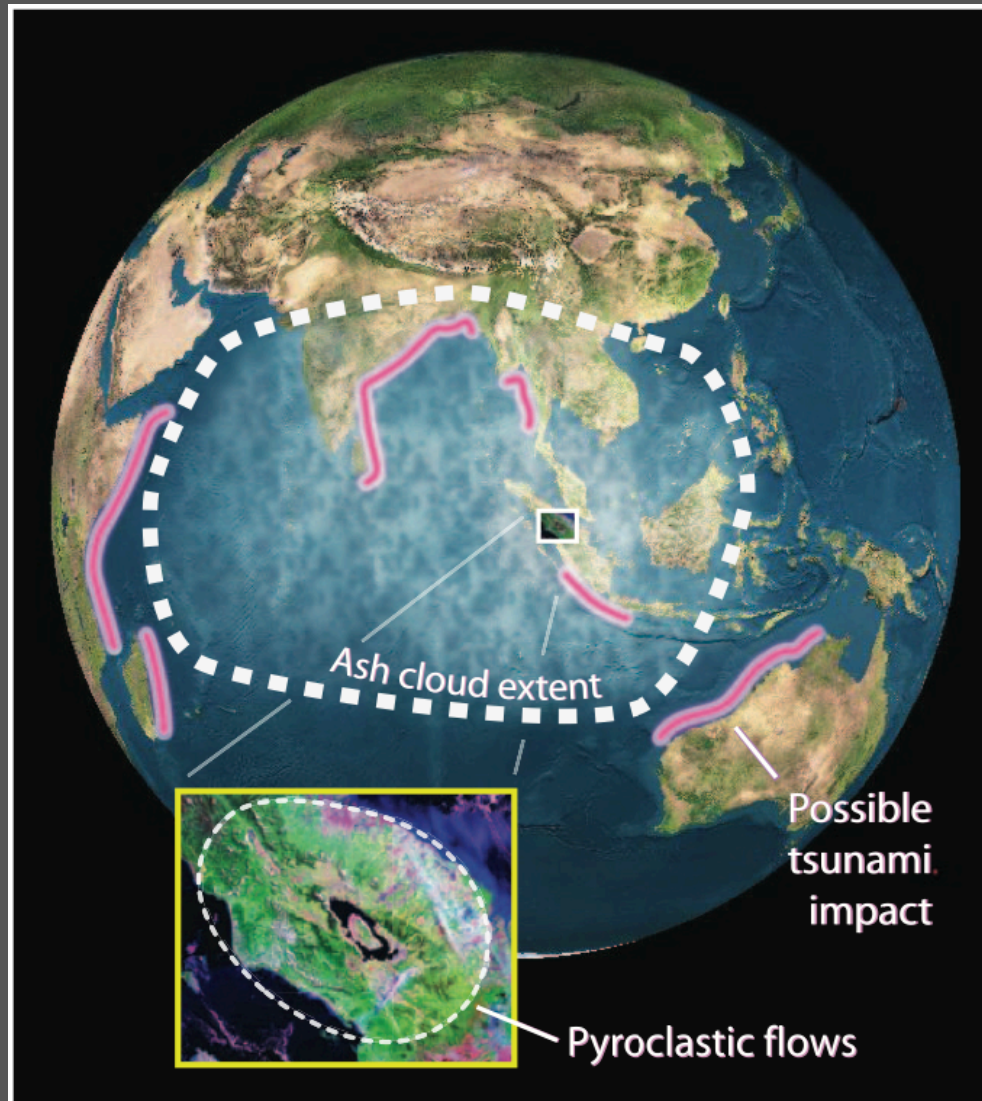 Ash cloud extent
Possible
tsunami
impact
Pyroclastic flows